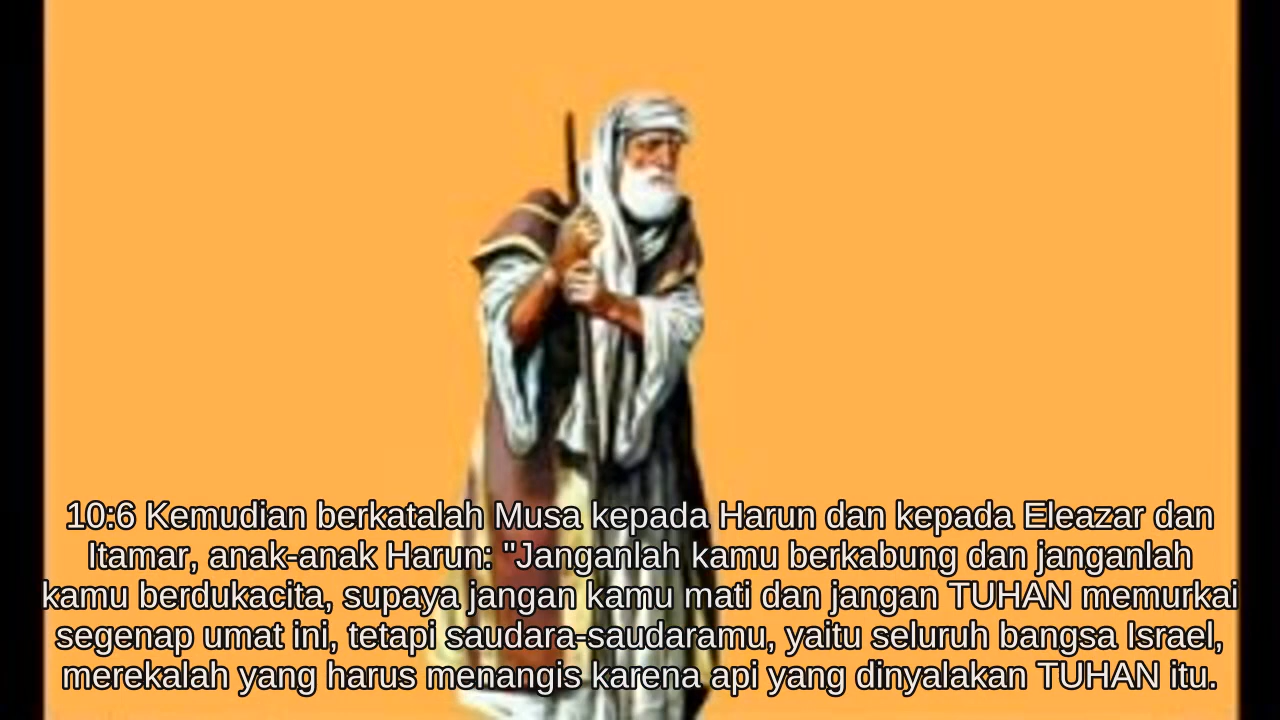 10:6 Kemudian berkatalah Musa kepada Harun dan kepada Eleazar dan
Itamar, anak-anak Harun: "Janganlah kamu berkabung dan janganlah
kamu berdukacita, supaya jangan kamu mati dan jangan TUHAN memurkai
segenap umat ini, tetapi saudara-saudaramu, yaitu seluruh bangsa Israel,
merekalah yang harus menangis karena api yang dinyalakan TUHAN itu.